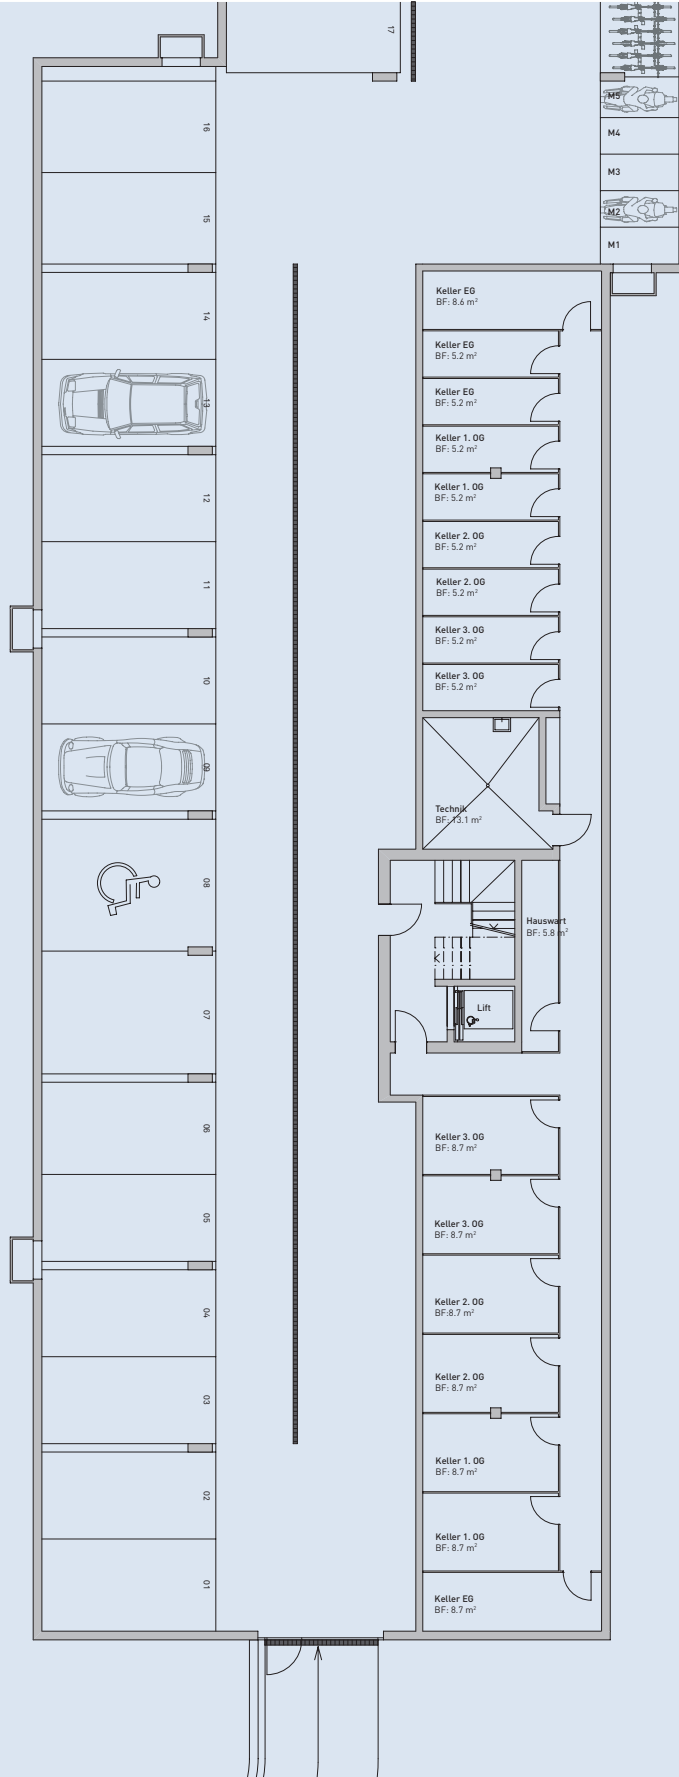 17
M5
M4
M3
M2
M1
16
15
14
13
12
11
10
09
08
07
06
05
04
03
02
01
Keller EG
BF: 8.6 m²
Keller EG
BF: 5.2 m²
Keller EG
BF: 5.2 m²
Keller 1. OG
BF: 5.2 m²
Keller 1. OG
BF: 5.2 m²
Keller 2. OG
BF: 5.2 m²
Keller 2. OG
BF: 5.2 m²
Keller 3. OG
BF: 5.2 m²
Keller 3. OG
BF: 5.2 m²
Technik
BF: 13.1 m²
Hauswart
BF: 5.8 m²
Lift
Keller 3. OG
BF: 8.7 m²
Keller 3. OG
BF: 8.7 m²
Keller 2. OG
BF:8.7 m²
Keller 2. OG
BF: 8.7 m²
Keller 1. OG
BF: 8.7 m²
Keller 1. OG
BF: 8.7 m²
Keller EG
BF: 8.7 m²